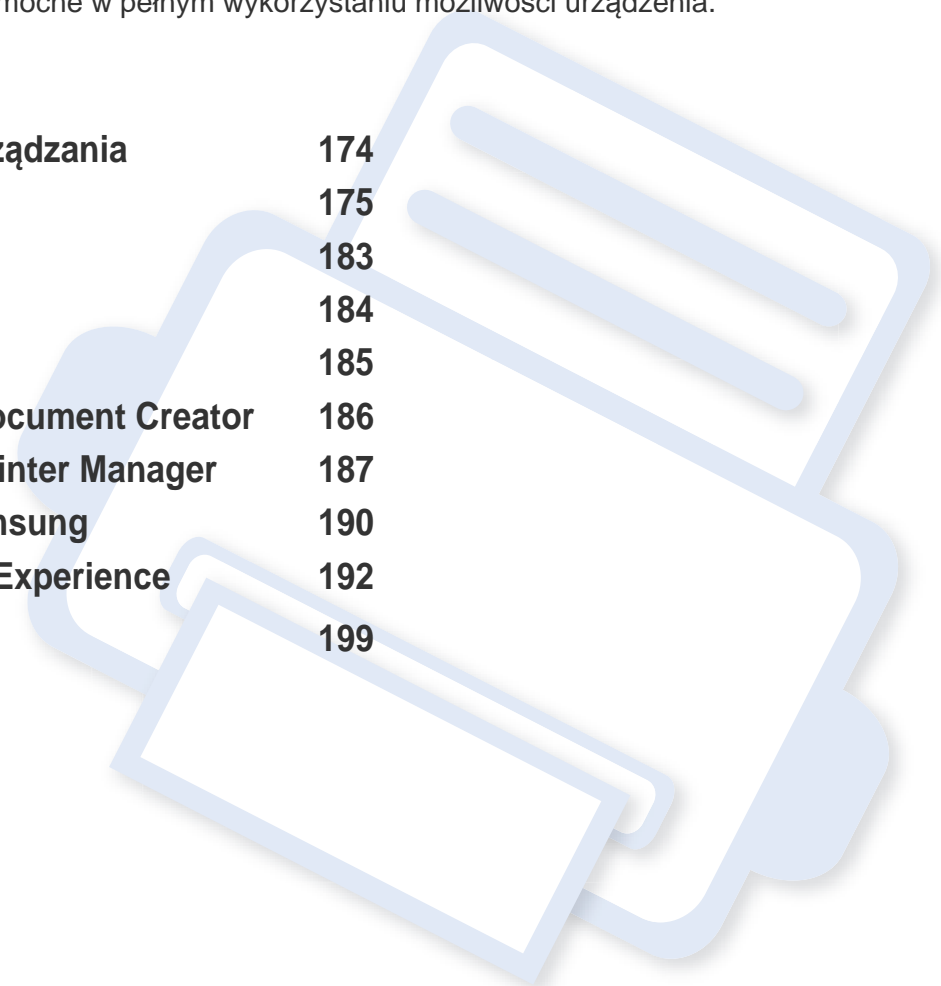 mocne w pełnym wykorzystaniu możliwości urządzenia.
ządzania 174
175
183
184
185
ocument Creator 186
inter Manager 187
nsung 190
Experience 192
199